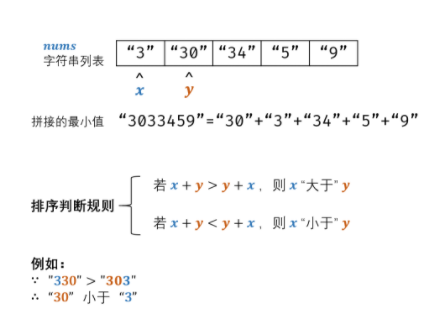 nums
字符串列表 “3” “30” “34” “5” “9”
^ ^
x y
拼接的最小值 “3033459”=“30”+“3”+“34”+“5”+“9”
若 x + y > y + x ，则 x “大于” y
排序判断规则
若 x + y < y + x ，则 x “小于” y
例如：
∵ "330" > "303"
∴ “30” 小于 “3”